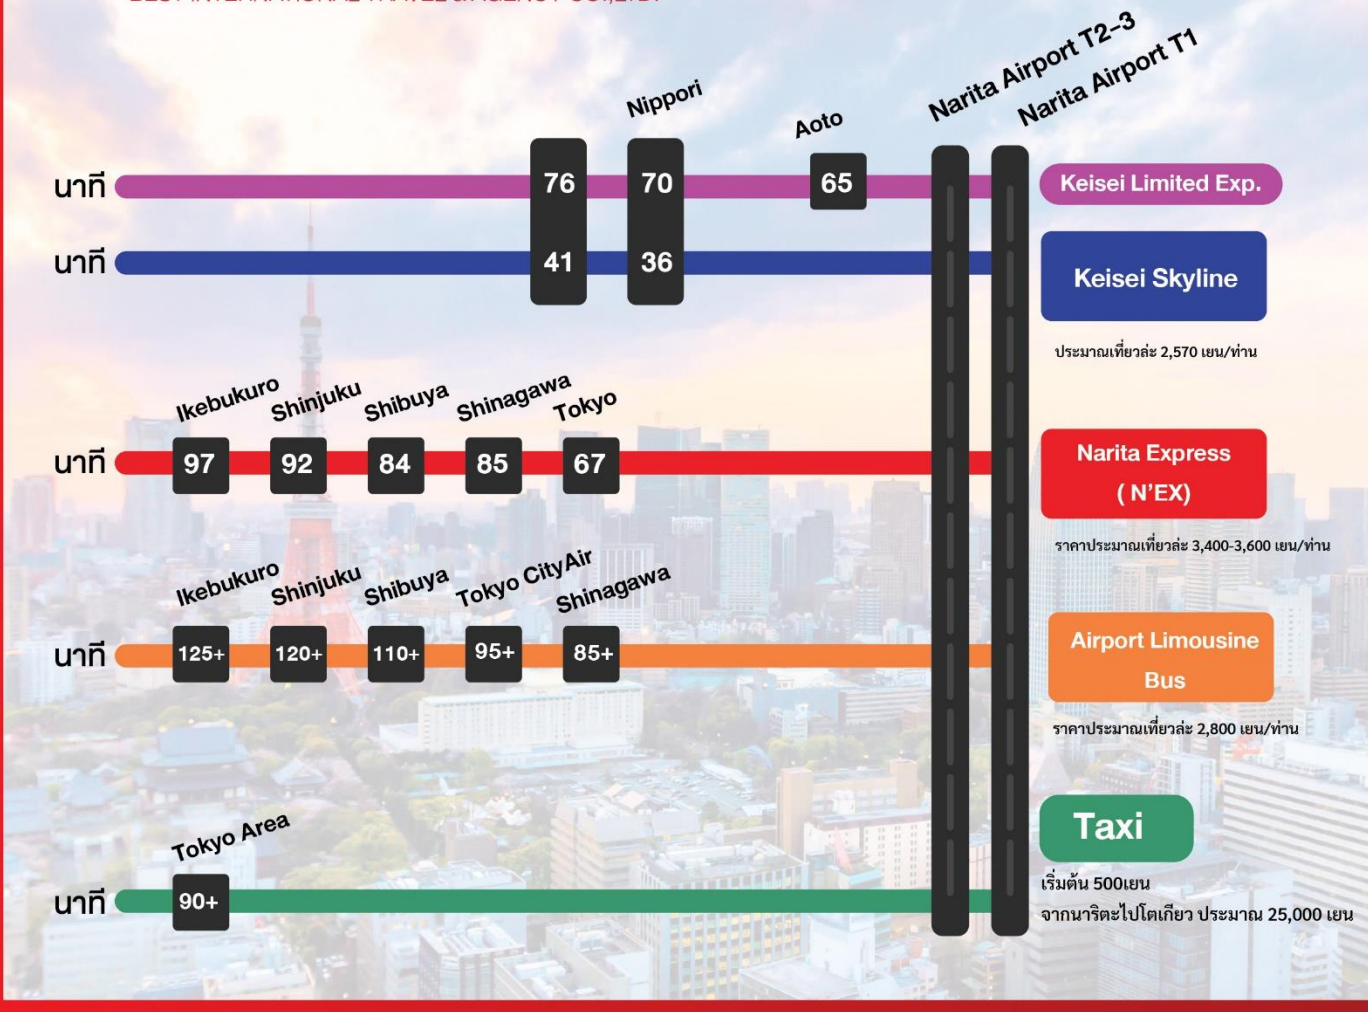 Nippori
Aoto
Narita Airport T2-3
Narita Airport T1
นาที
76
70
65
Keisei Limited Exp.
นาที
41
36
Keisei Skyline
ประมาณเที่ยวล่ะ 2,570 เยน/ท่าน
Ikebukuro
Shinjuku
Shibuya
Shinagawa
Tokyo
นาที
97
92
84
85
67
Narita Express
( N'EX)
ราคาประมาณเที่ยวล่ะ 3,400-3,600 เยน/ท่าน
Ikebukuro
Shinjuku
Shibuya
Tokyo CityAir
Shinagawa
นาที
125+
120+
110+
95+
85+
Airport Limousine
Bus
ราคาประมาณเที่ยวล่ะ 2,800 เยน/ท่าน
Tokyo Area
นาที
90+
Taxi
เริ่มต้น 500เยน
จากนาริตะไปโตเกียว ประมาณ 25,000 เยน